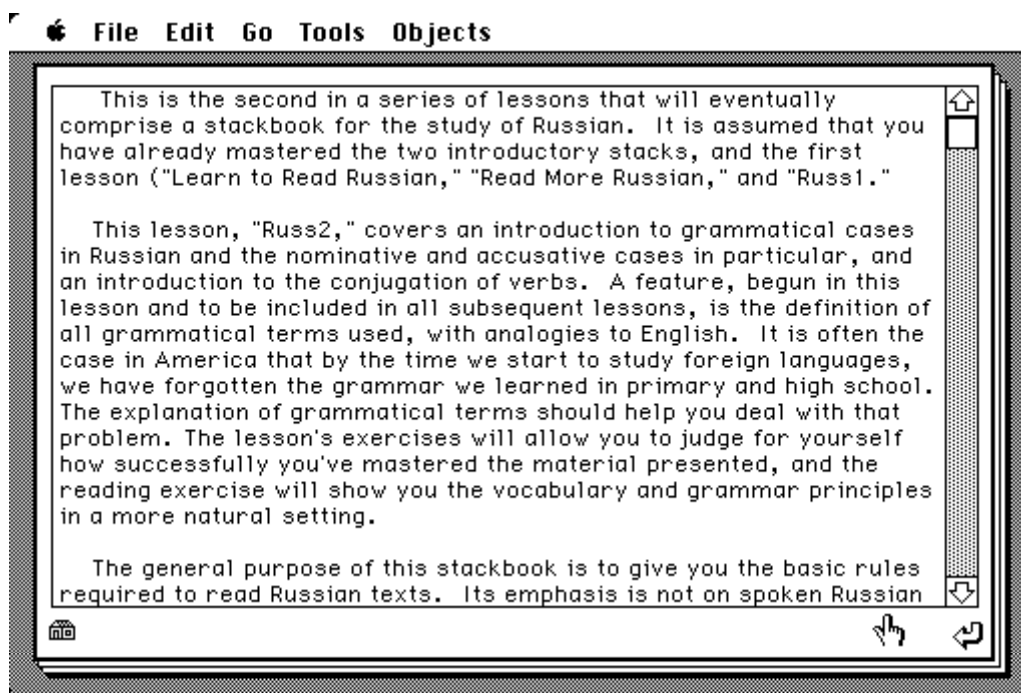 File Edit Go Tools Objects
This is the second in a series of lessons that will eventually
comprise a stackbook for the study of Russian. It is assumed that you
have already mastered the two introductory stacks, and the first
lesson ("Learn to Read Russian," "Read More Russian," and "Russ1."
This lesson, "Russ2," covers an introduction to grammatical cases
in Russian and the nominative and accusative cases in particular, and
an introduction to the conjugation of verbs. A feature, begun in this
lesson and to be included in all subsequent lessons, is the definition of
all grammatical terms used, with analogies to English. It is often the
case in America that by the time we start to study foreign languages,
we have forgotten the grammar we learned in primary and high school.
The explanation of grammatical terms should help you deal with that
problem. The lesson's exercises will allow you to judge for yourself
how successfully you've mastered the material presented, and the
reading exercise will show you the vocabulary and grammar principles
in a more natural setting.
The general purpose of this stackbook is to give you the basic rules
required to read Russian texts. Its emphasis is not on spoken Russian